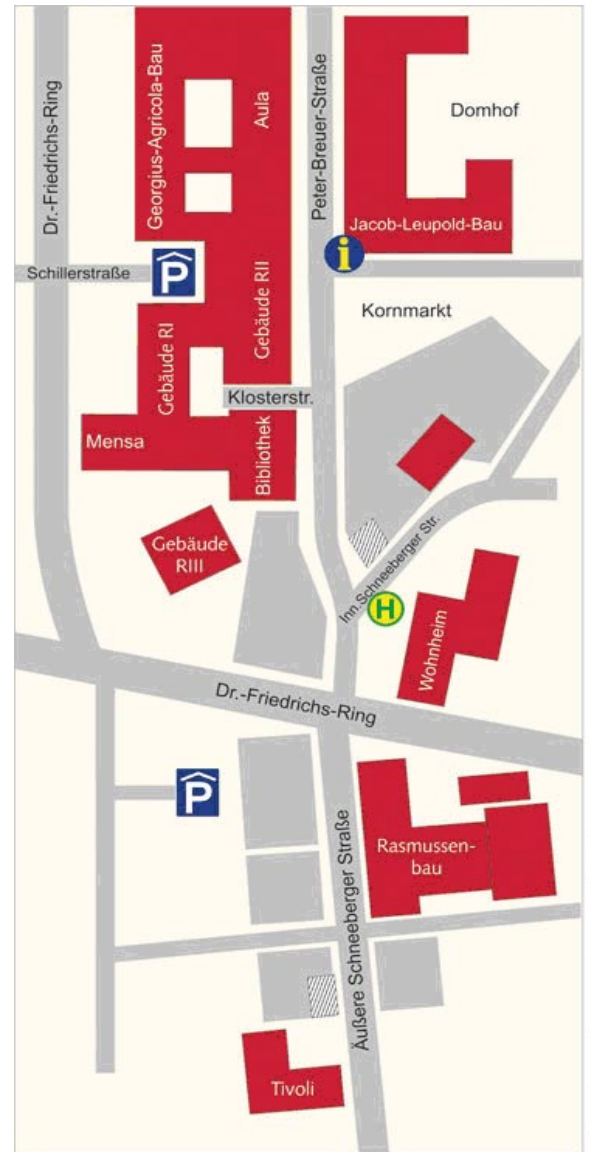 Dr.-Friedrichs-Ring
Georgius-Agricola-Bau
Aula
Peter-Breuer-Straße
Domhof
Jacob-Leupold-Bau
i
Schillerstraße
P
Gebäude RI
Gebäude RII
Kornmarkt
Klosterstr.
Mensa
Bibliothek
Gebäude
RIII
Inn.Schneeberger Str.
H
Wohnheim
Dr.-Friedrichs-Ring
P
Rasmussen-
bau
Äußere Schneeberger Straße
Tivoli